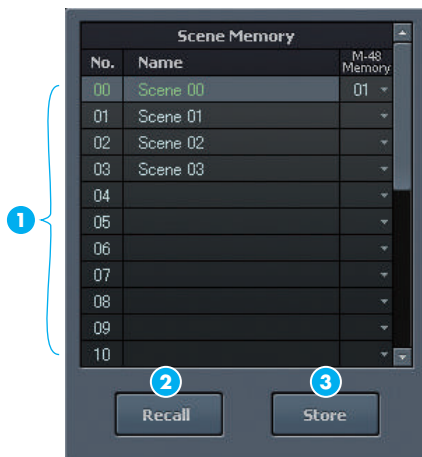 Scene Memory
No. Name M-48 Memory
00 Scene 00 01
01 Scene 01
02 Scene 02
03 Scene 03
04
05
06
07
08
09
10
1
2 3
Recall Store